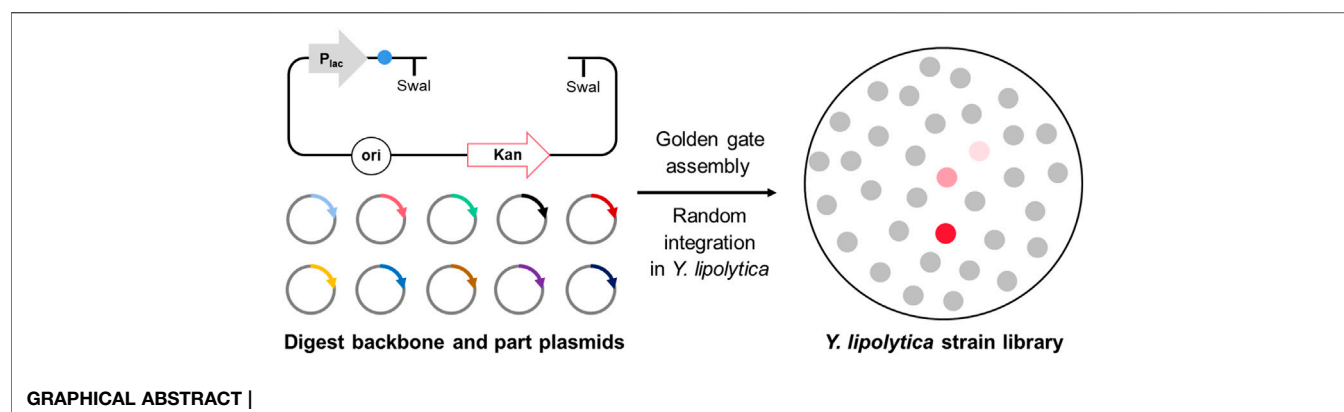 Plac
SwaI
SwaI
ori
Kan
Golden gate
assembly
Random
integration
in Y. lipolytica
Digest backbone and part plasmids
Y. lipolytica strain library
GRAPHICAL ABSTRACT |